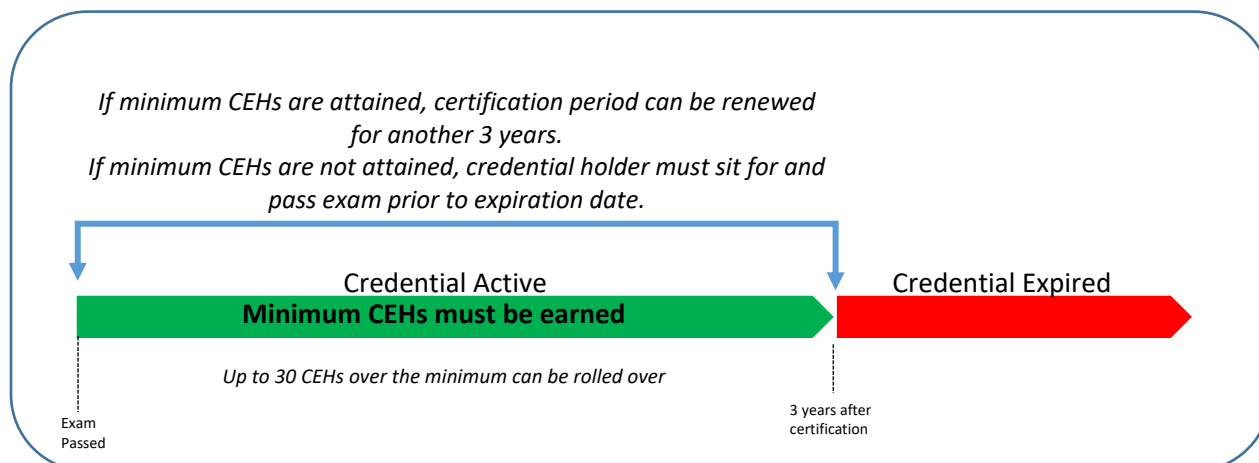 If minimum CEHs are attained, certification period can be renewed
for another 3 years.
If minimum CEHs are not attained, credential holder must sit for and
pass exam prior to expiration date.
Credential Active
Credential Expired
Minimum CEHs must be earned
Up to 30 CEHs over the minimum can be rolled over
Exam
Passed
3 years after
certification